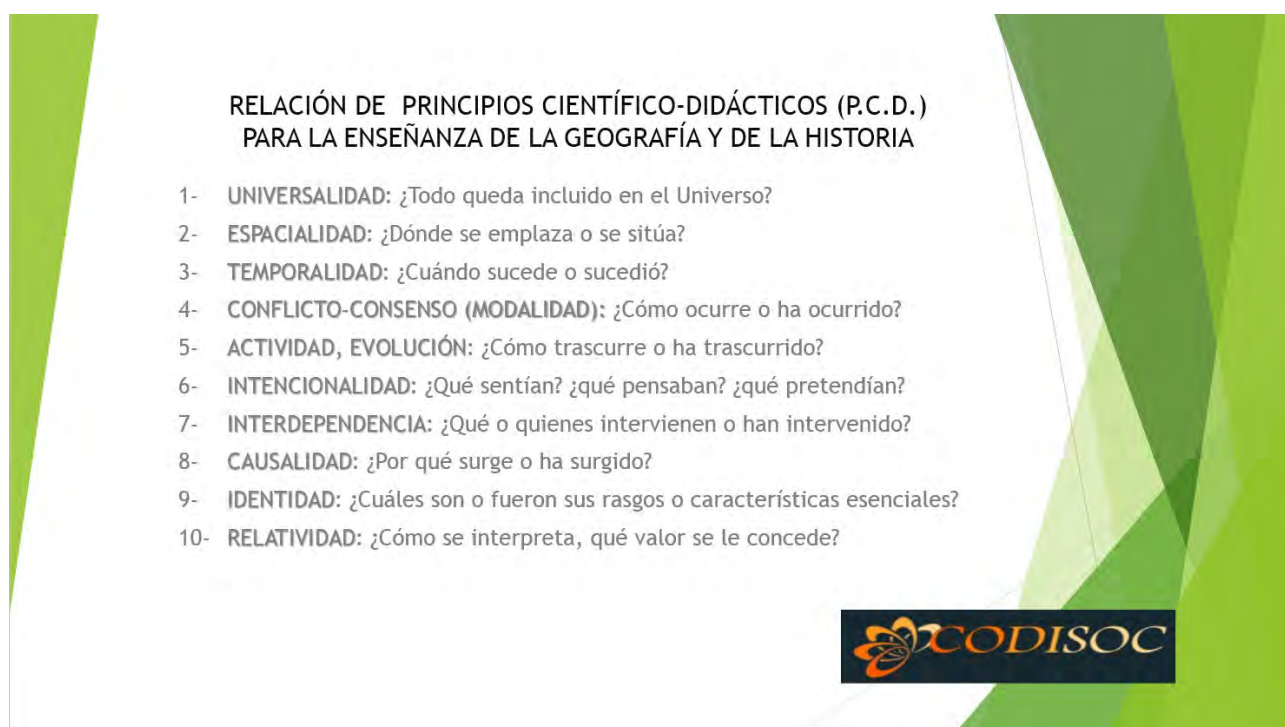 RELACIÓN DE PRINCIPIOS CIENTÍFICO-DIDÁCTICOS (P.C.D.)
PARA LA ENSEÑANZA DE LA GEOGRAFÍA Y DE LA HISTORIA
1- UNIVERSALIDAD: ¿Todo queda incluido en el Universo?
2- ESPACIALIDAD: ¿Dónde se emplaza o se sitúa?
3- TEMPORALIDAD: ¿Cuándo sucede o sucedió?
4- CONFLICTO-CONSENSO (MODALIDAD): ¿Cómo ocurre o ha ocurrido?
5- ACTIVIDAD, EVOLUCIÓN: ¿Cómo trascurre o ha trascurrido?
6- INTENCIONALIDAD: ¿Qué sentían? ¿qué pensaban? ¿qué pretendían?
7- INTERDEPENDENCIA: ¿Qué o quienes intervienen o han intervenido?
8- CAUSALIDAD: ¿Por qué surge o ha surgido?
9- IDENTIDAD: ¿Cuáles son o fueron sus rasgos o características esenciales?
10- RELATIVIDAD: ¿Cómo se interpreta, qué valor se le concede?
CODISOC